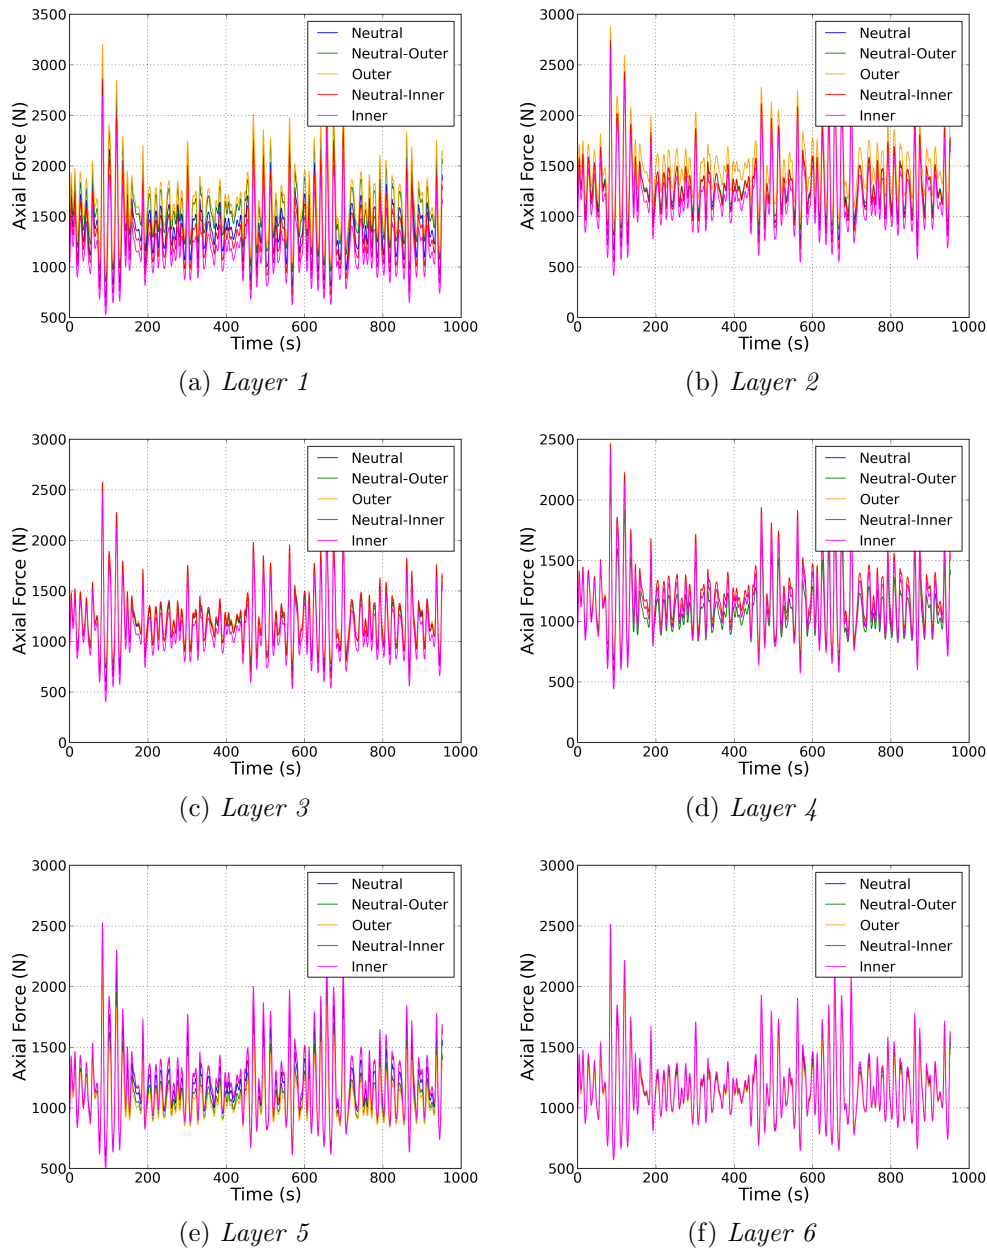 3500
3000
2500
2000
1500
1000
500
0 200 400 600 800 1000
Axial Force (N)
Time (s)
Neutral
Neutral-Outer
Outer
Neutral-Inner
Inner
(a) Layer 1
3000
2500
2000
1500
1000
500
0
0 200 400 600 800 1000
Axial Force (N)
Time (s)
Neutral
Neutral-Outer
Outer
Neutral-Inner
Inner
(b) Layer 2
3000
2500
2000
1500
1000
500
0
0 200 400 600 800 1000
Axial Force (N)
Time (s)
Neutral
Neutral-Outer
Outer
Neutral-Inner
Inner
(c) Layer 3
2500
2000
1500
1000
500
0
0 200 400 600 800 1000
Axial Force (N)
Time (s)
Neutral
Neutral-Outer
Outer
Neutral-Inner
Inner
(d) Layer 4
3000
2500
2000
1500
1000
500
0 200 400 600 800 1000
Axial Force (N)
Time (s)
Neutral
Neutral-Outer
Outer
Neutral-Inner
Inner
(e) Layer 5
3000
2500
2000
1500
1000
500
0 200 400 600 800 1000
Axial Force (N)
Time (s)
Neutral
Neutral-Outer
Outer
Neutral-Inner
Inner
(f) Layer 6